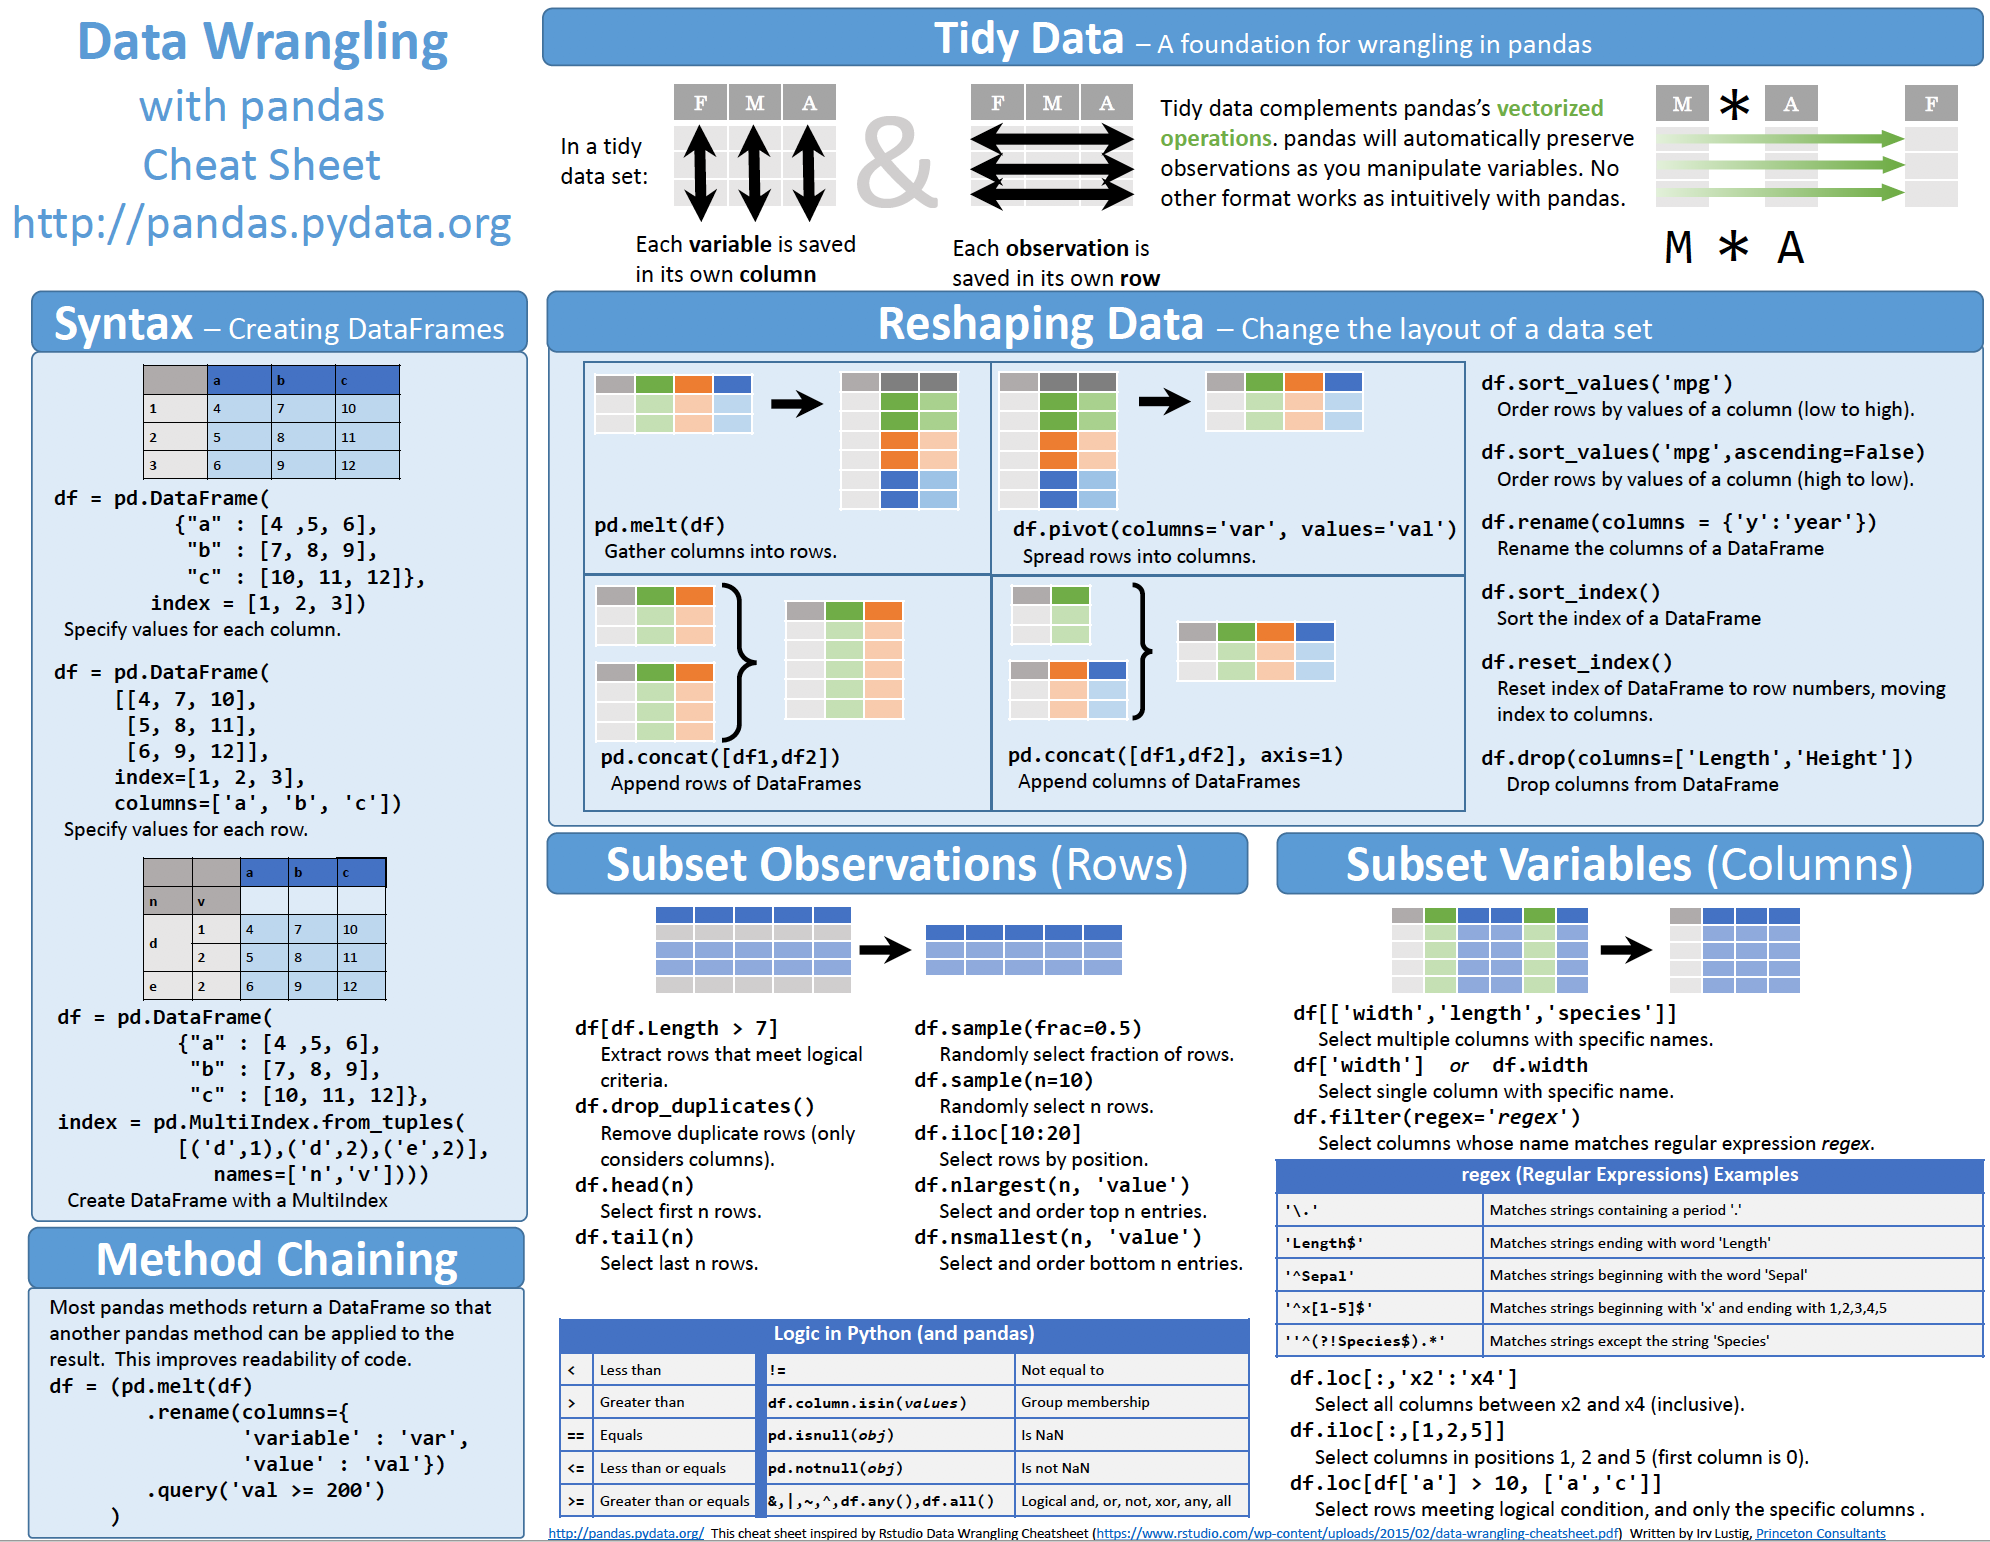 Data Wrangling
with pandas
Cheat Sheet
http://pandas.pydata.org
Tidy Data – A foundation for wrangling in pandas
In a tidy
data set:
F M A
Each variable is saved
in its own column
&
F M A
Each observation is
saved in its own row
Tidy data complements pandas’s vectorized
operations. pandas will automatically preserve
observations as you manipulate variables. No
other format works as intuitively with pandas.
M * A F
M * A
Syntax – Creating DataFrames
a b c
1 4 7 10
2 5 8 11
3 6 9 12
df = pd.DataFrame(
{"a" : [4 ,5, 6],
"b" : [7, 8, 9],
"c" : [10, 11, 12]},
index = [1, 2, 3])
Specify values for each column.
df = pd.DataFrame(
[[4, 7, 10],
[5, 8, 11],
[6, 9, 12]],
index=[1, 2, 3],
columns=['a', 'b', 'c'])
Specify values for each row.
a b c
n v
d 1 4 7 10
2 5 8 11
e 2 6 9 12
df = pd.DataFrame(
{"a" : [4 ,5, 6],
"b" : [7, 8, 9],
"c" : [10, 11, 12]},
index = pd.MultiIndex.from_tuples(
[('d',1),('d',2),('e',2)],
names=['n','v'])))
Create DataFrame with a MultiIndex
Method Chaining
Most pandas methods return a DataFrame so that
another pandas method can be applied to the
result. This improves readability of code.
df = (pd.melt(df)
.rename(columns={
'variable' : 'var',
'value' : 'val'})
.query('val >= 200')
)
Reshaping Data – Change the layout of a data set
pd.melt(df)
Gather columns into rows.
df.pivot(columns='var', values='val')
Spread rows into columns.
pd.concat([df1,df2])
Append rows of DataFrames
pd.concat([df1,df2], axis=1)
Append columns of DataFrames
df.sort_values('mpg')
Order rows by values of a column (low to high).
df.sort_values('mpg',ascending=False)
Order rows by values of a column (high to low).
df.rename(columns = {'y':'year'})
Rename the columns of a DataFrame
df.sort_index()
Sort the index of a DataFrame
df.reset_index()
Reset index of DataFrame to row numbers, moving
index to columns.
df.drop(columns=['Length','Height'])
Drop columns from DataFrame
Subset Observations (Rows)
df[df.Length > 7]
Extract rows that meet logical
criteria.
df.drop_duplicates()
Remove duplicate rows (only
considers columns).
df.head(n)
Select first n rows.
df.tail(n)
Select last n rows.
df.sample(frac=0.5)
Randomly select fraction of rows.
df.sample(n=10)
Randomly select n rows.
df.iloc[10:20]
Select rows by position.
df.nlargest(n, 'value')
Select and order top n entries.
df.nsmallest(n, 'value')
Select and order bottom n entries.
Logic in Python (and pandas)
< Less than != Not equal to
> Greater than df.column.isin(values) Group membership
== Equals pd.isnull(obj) Is NaN
<= Less than or equals pd.notnull(obj) Is not NaN
>= Greater than or equals &,|,~,^,df.any(),df.all() Logical and, or, not, xor, any, all
Subset Variables (Columns)
df[['width','length','species']]
Select multiple columns with specific names.
df['width'] or df.width
Select single column with specific name.
df.filter(regex='regex')
Select columns whose name matches regular expression regex.
regex (Regular Expressions) Examples
'\.' Matches strings containing a period '.'
'Length$' Matches strings ending with word 'Length'
'^Sepal' Matches strings beginning with the word 'Sepal'
'^x[1-5]$' Matches strings beginning with 'x' and ending with 1,2,3,4,5
''^(?!Species$).*' Matches strings except the string 'Species'
df.loc[:,'x2':'x4']
Select all columns between x2 and x4 (inclusive).
df.iloc[:,[1,2,5]]
Select columns in positions 1, 2 and 5 (first column is 0).
df.loc[df['a'] > 10, ['a','c']]
Select rows meeting logical condition, and only the specific columns .
http://pandas.pydata.org/ This cheat sheet inspired by Rstudio Data Wrangling Cheatsheet (https://www.rstudio.com/wp-content/uploads/2015/02/data-wrangling-cheatsheet.pdf) Written by Irv Lustig, Princeton Consultants